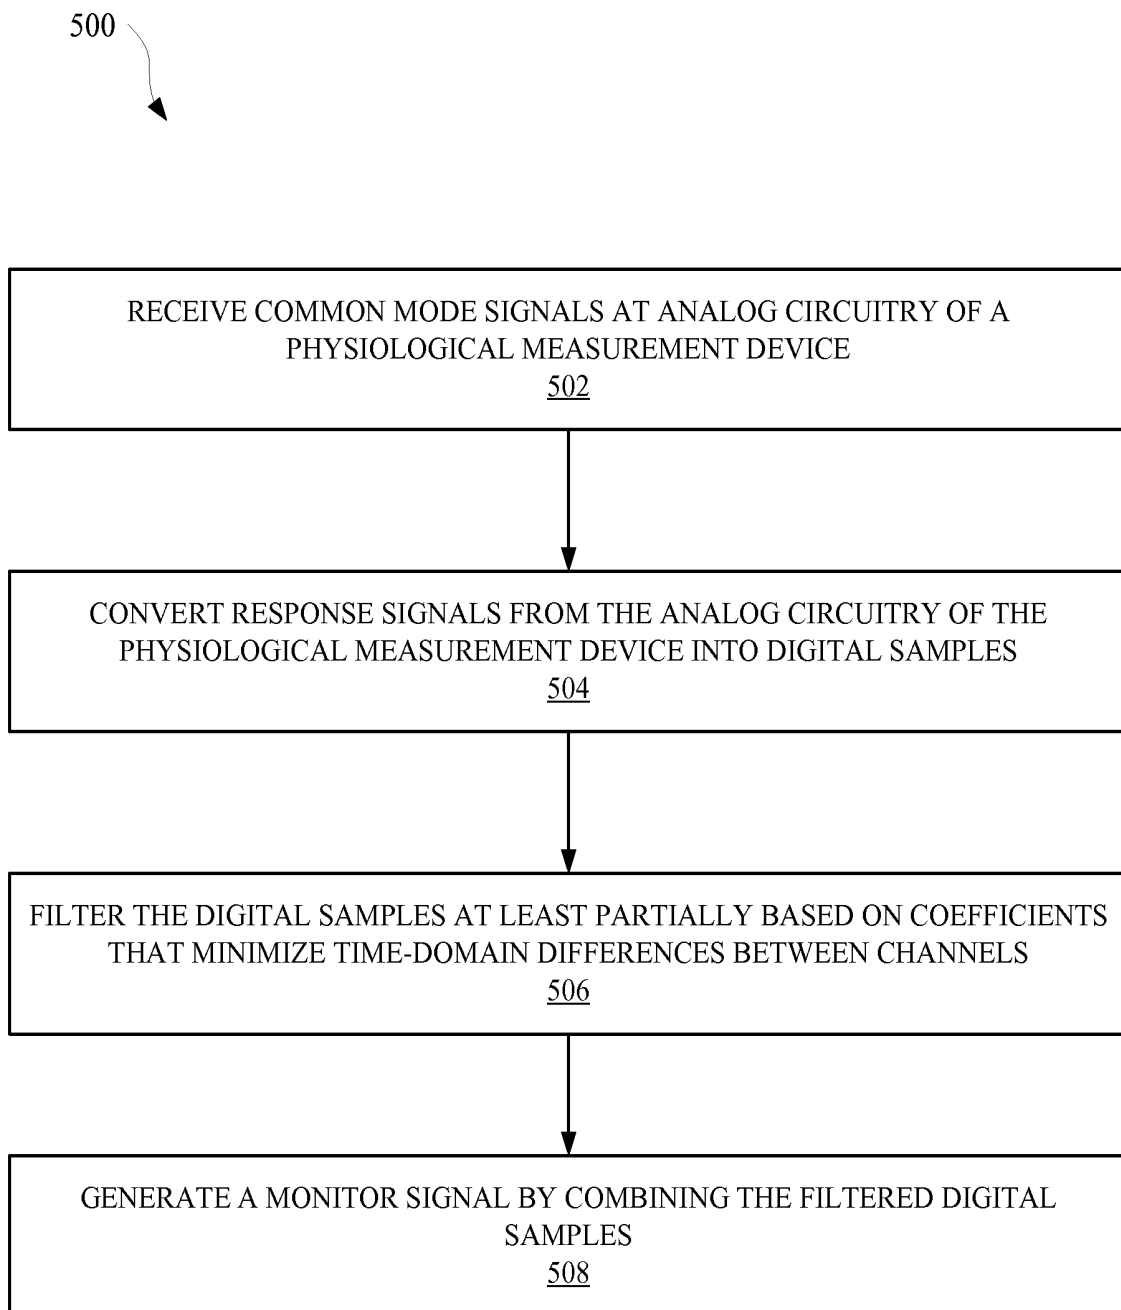 500
RECEIVE COMMON MODE SIGNALS AT ANALOG CIRCUITRY OF A
PHYSIOLOGICAL MEASUREMENT DEVICE
502
CONVERT RESPONSE SIGNALS FROM THE ANALOG CIRCUITRY OF THE
PHYSIOLOGICAL MEASUREMENT DEVICE INTO DIGITAL SAMPLES
504
FILTER THE DIGITAL SAMPLES AT LEAST PARTIALLY BASED ON COEFFICIENTS
THAT MINIMIZE TIME-DOMAIN DIFFERENCES BETWEEN CHANNELS
506
GENERATE A MONITOR SIGNAL BY COMBINING THE FILTERED DIGITAL
SAMPLES
508